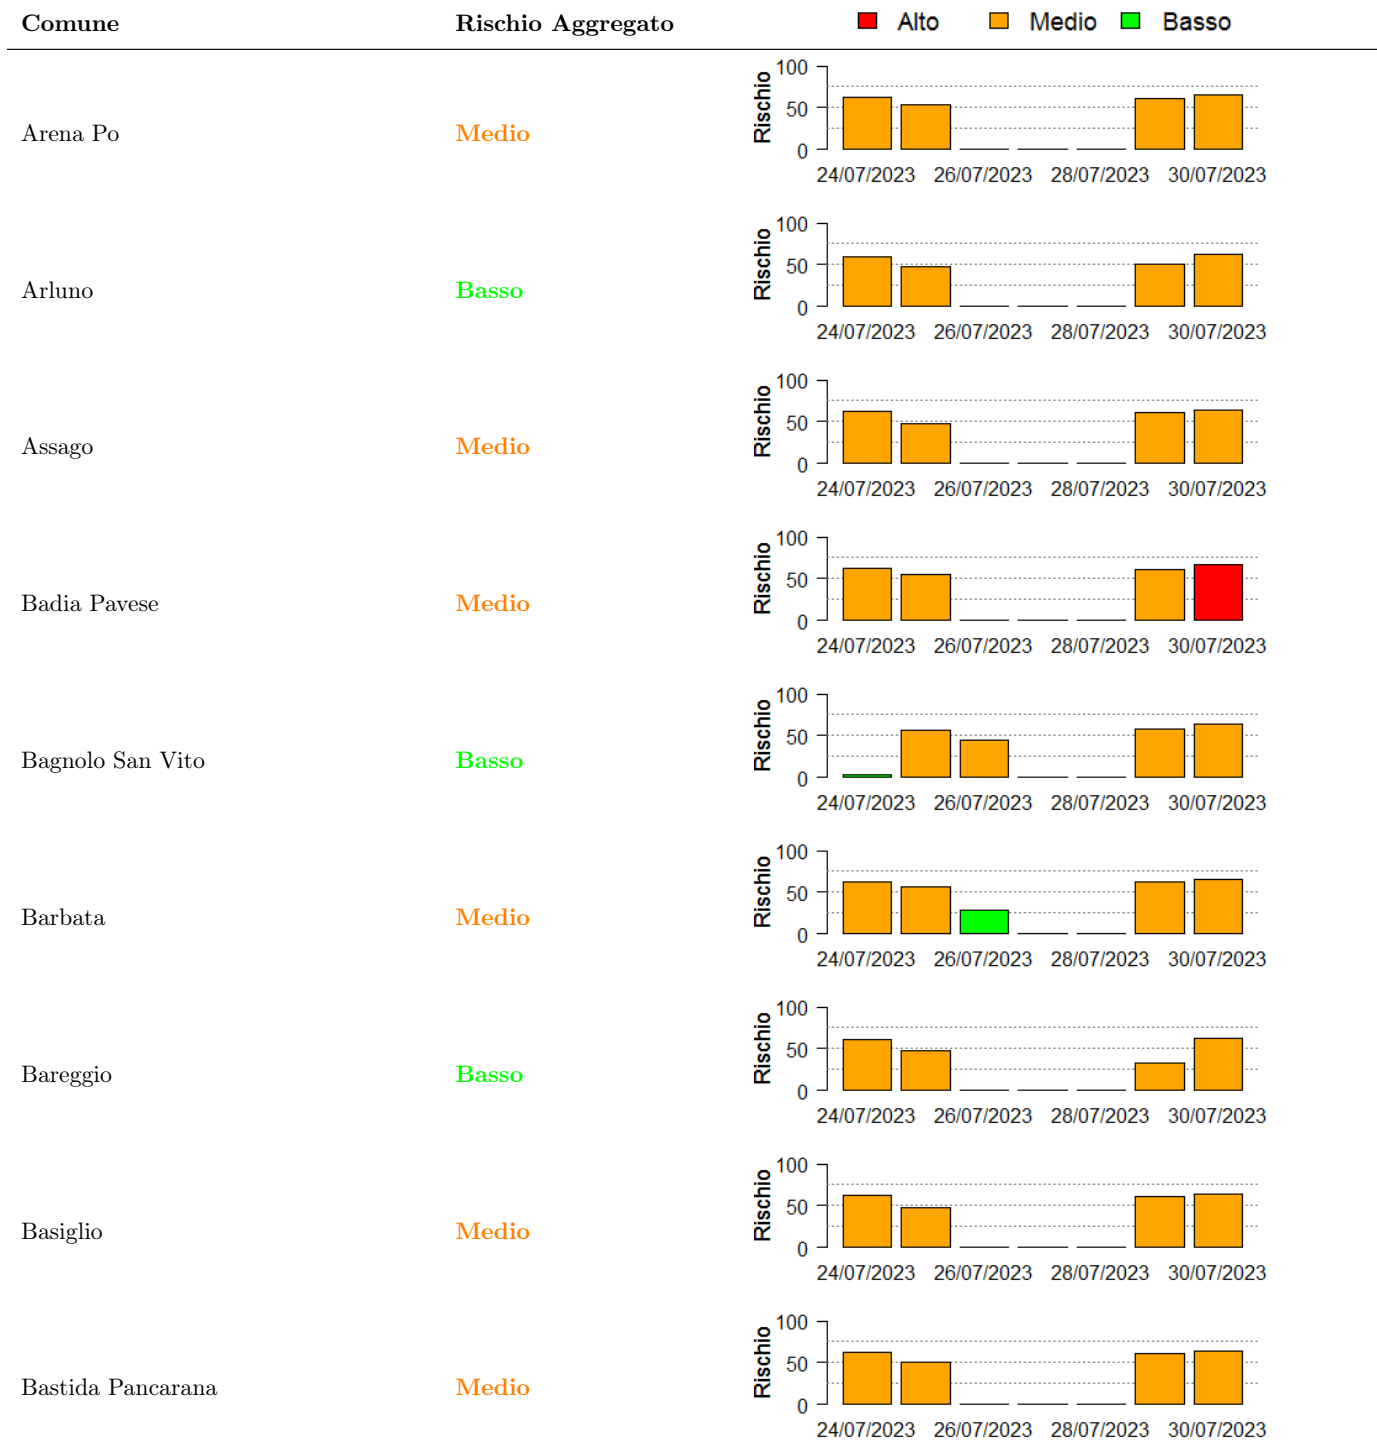 Comune Rischio Aggregato Alto Medio Basso
Arena Po Medio
Rischio
100
50
0
24/07/2023 26/07/2023 28/07/2023 30/07/2023
Arluno Basso
Rischio
100
50
0
24/07/2023 26/07/2023 28/07/2023 30/07/2023
Assago Medio
Rischio
100
50
0
24/07/2023 26/07/2023 28/07/2023 30/07/2023
Badia Pavese Medio
Rischio
100
50
0
24/07/2023 26/07/2023 28/07/2023 30/07/2023
Bagnolo San Vito Basso
Rischio
100
50
0
24/07/2023 26/07/2023 28/07/2023 30/07/2023
Barbata Medio
Rischio
100
50
0
24/07/2023 26/07/2023 28/07/2023 30/07/2023
Bareggio Basso
Rischio
100
50
0
24/07/2023 26/07/2023 28/07/2023 30/07/2023
Basiglio Medio
Rischio
100
50
0
24/07/2023 26/07/2023 28/07/2023 30/07/2023
Bastida Pancarana Medio
Rischio
100
50
0
24/07/2023 26/07/2023 28/07/2023 30/07/2023